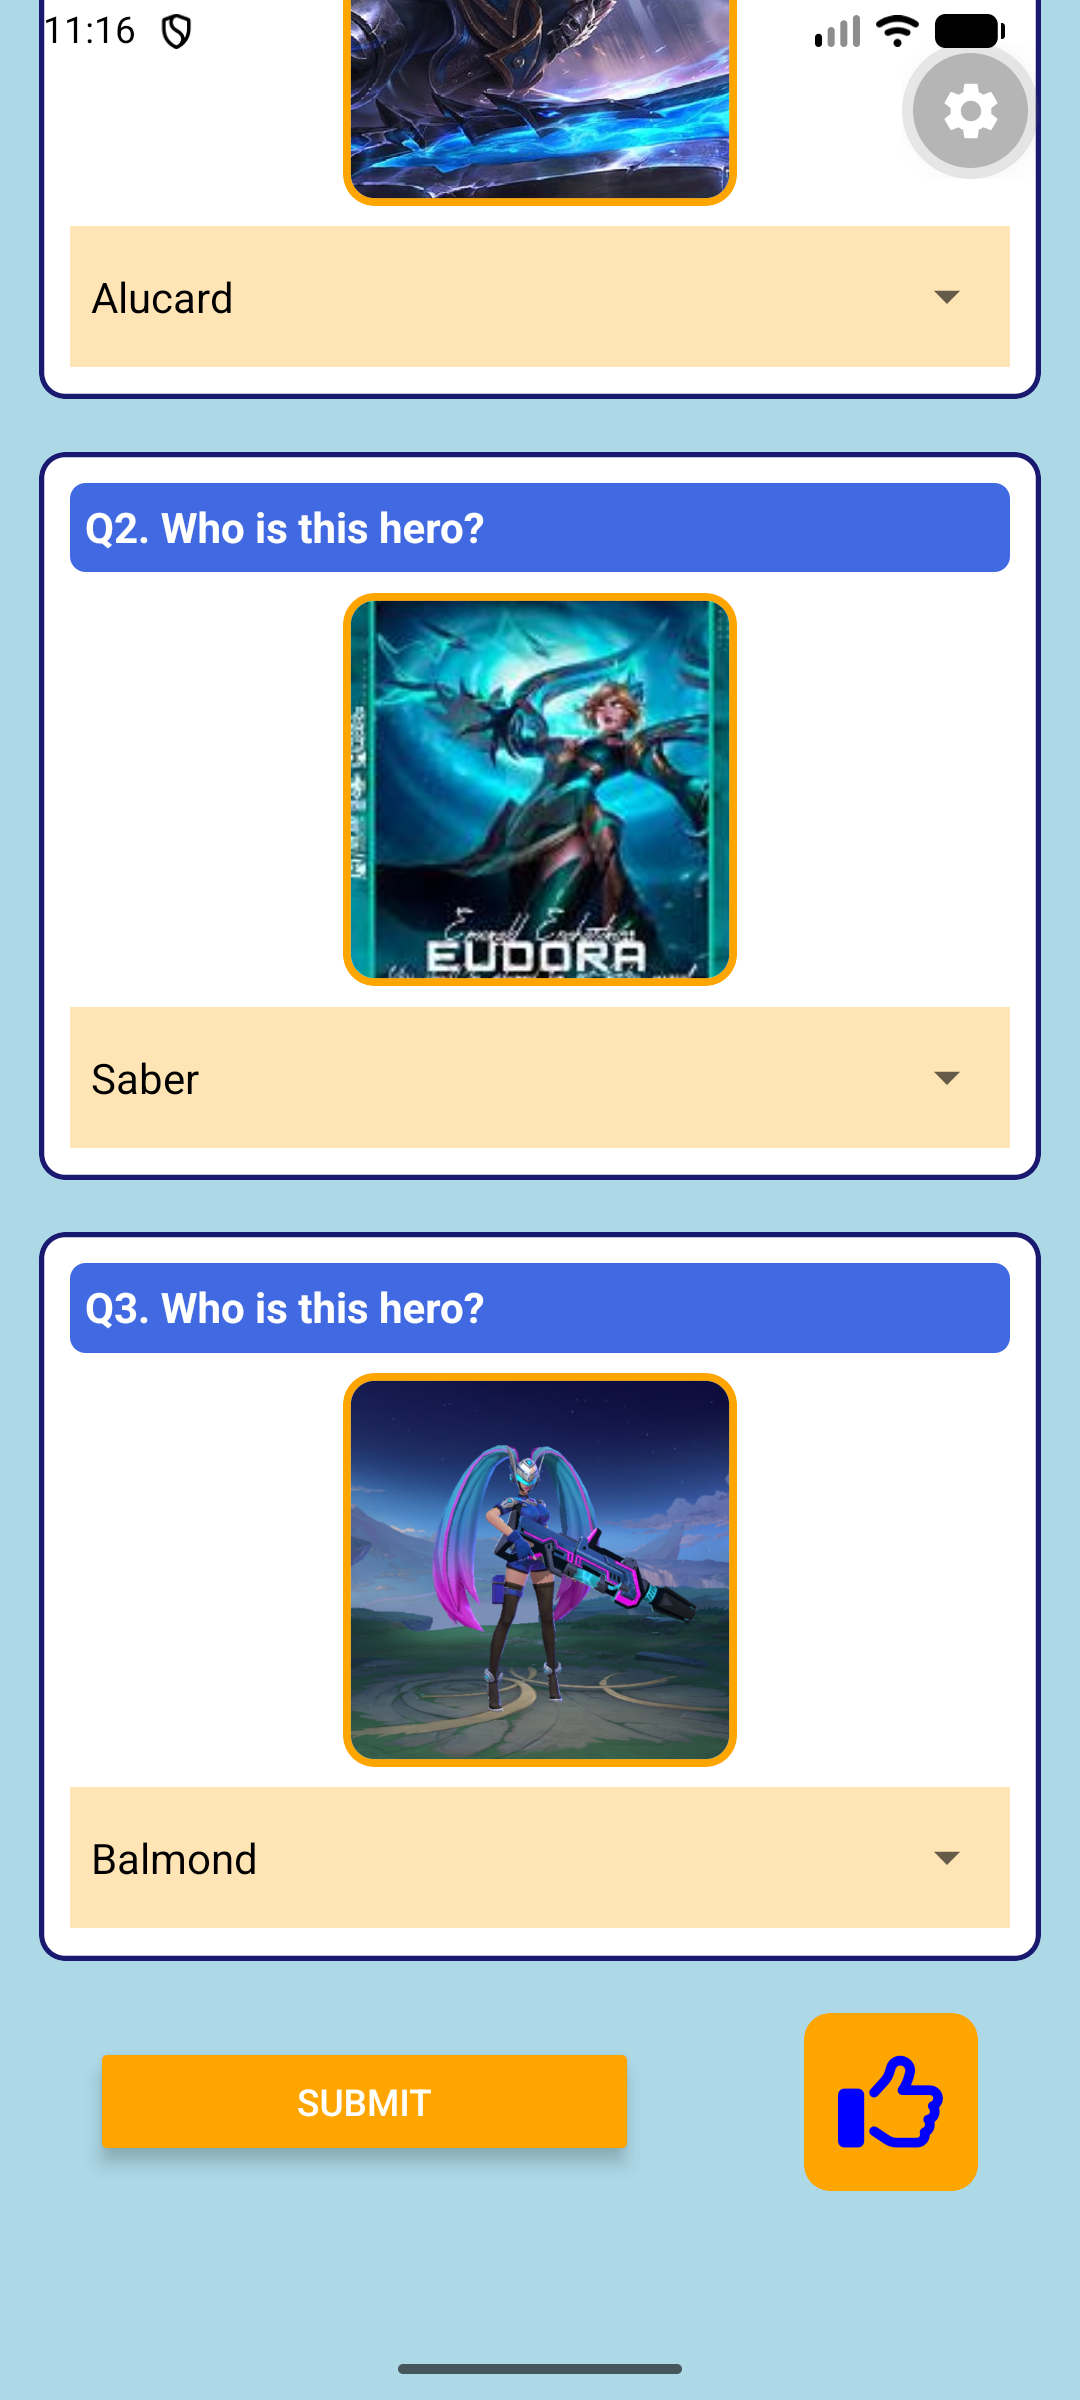 11:16
Alucard
Q2. Who is this hero?
EUDORA
Saber
Q3. Who is this hero?
Balmond
SUBMIT